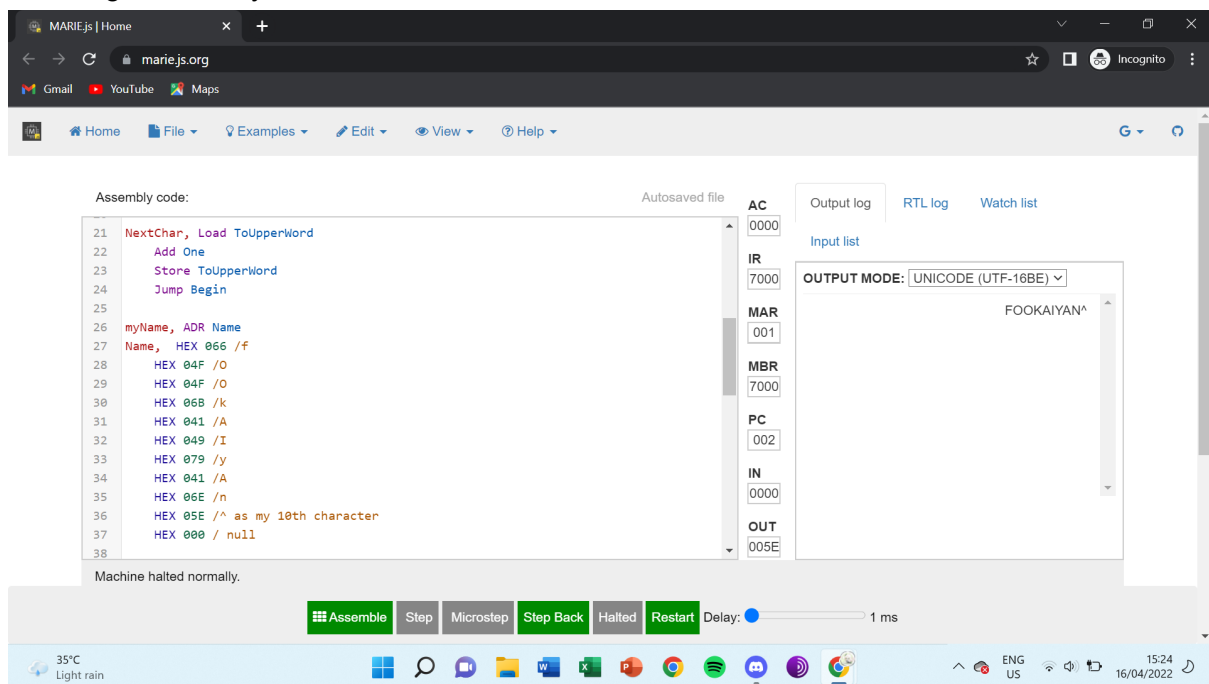 MARIE.js | Home
marie.js.org
Incognito
Gmail YouTube Maps
Home File Examples Edit View Help G
Assembly code: Autosaved file
21 NextChar, Load ToUpperWord
22 Add One
23 Store ToUpperWord
24 Jump Begin
25
26 myName, ADR Name
27 Name, HEX 066 /f
28 HEX 04F /O
29 HEX 04F /O
30 HEX 06B /k
31 HEX 041 /A
32 HEX 049 /I
33 HEX 079 /y
34 HEX 041 /A
35 HEX 06E /n
36 HEX 05E /^ as my 10th character
37 HEX 000 / null
38
AC
0000
IR
7000
MAR
001
MBR
7000
PC
002
IN
0000
OUT
005E
Output log RTL log Watch list
Input list
OUTPUT MODE: UNICODE (UTF-16BE)
FOOKAIYAN^
Machine halted normally.
Assemble Step Microstep Step Back Halted Restart Delay: 1 ms
35°C
Light rain
ENG
US
15:24
16/04/2022